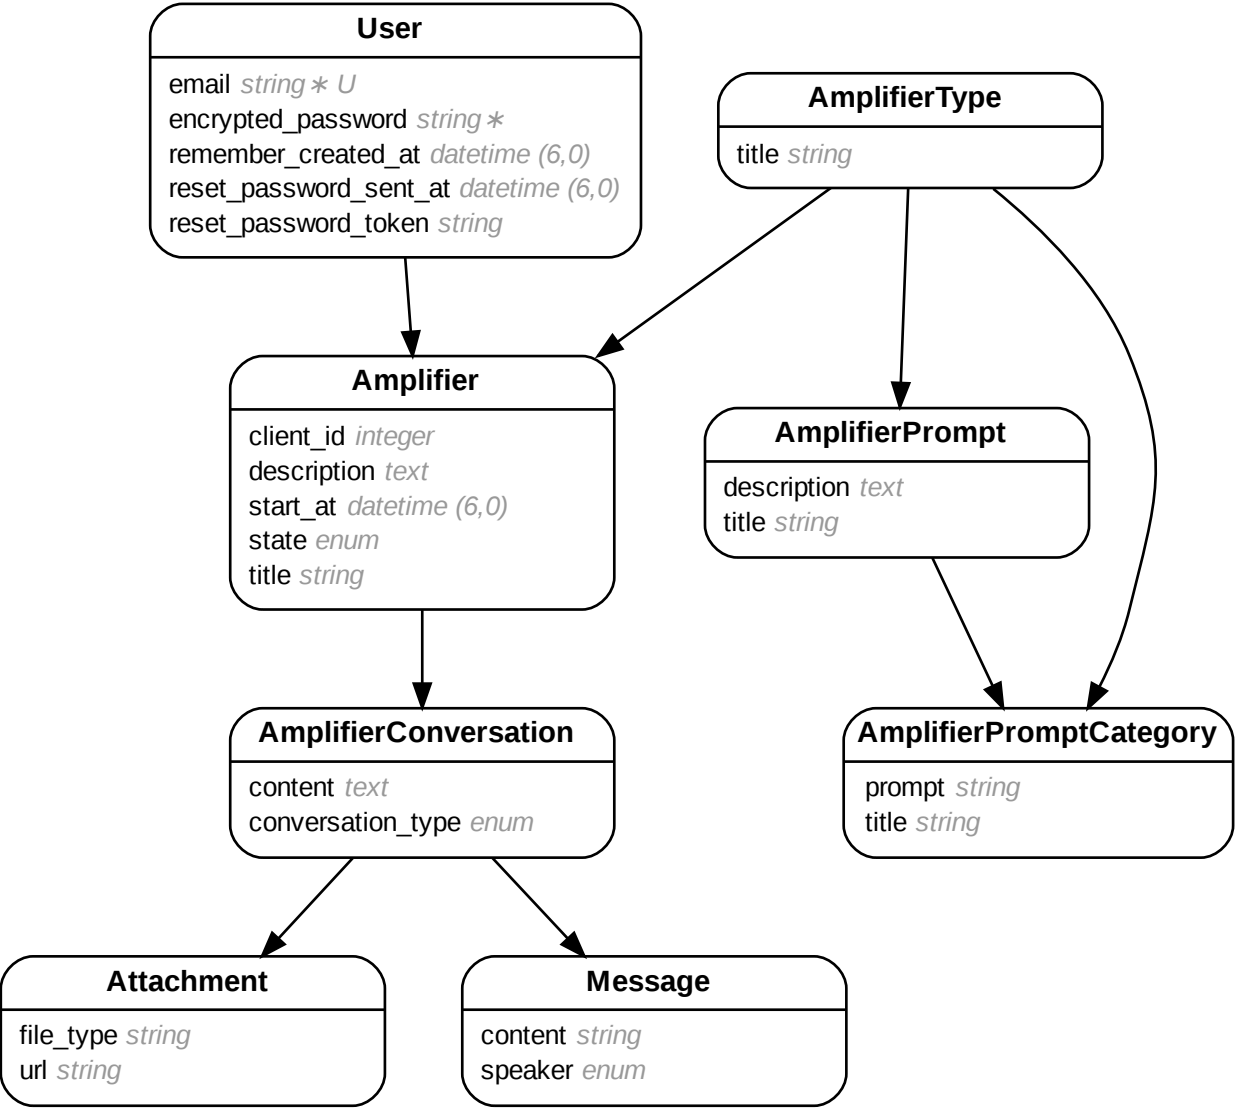 User
email string∗ U
encrypted_password string∗
remember_created_at datetime (6,0)
reset_password_sent_at datetime (6,0)
reset_password_token string
AmplifierType
title string
Amplifier
client_id integer
description text
start_at datetime (6,0)
state enum
title string
AmplifierPrompt
description text
title string
AmplifierConversation
content text
conversation_type enum
AmplifierPromptCategory
prompt string
title string
Attachment
file_type string
url string
Message
content string
speaker enum